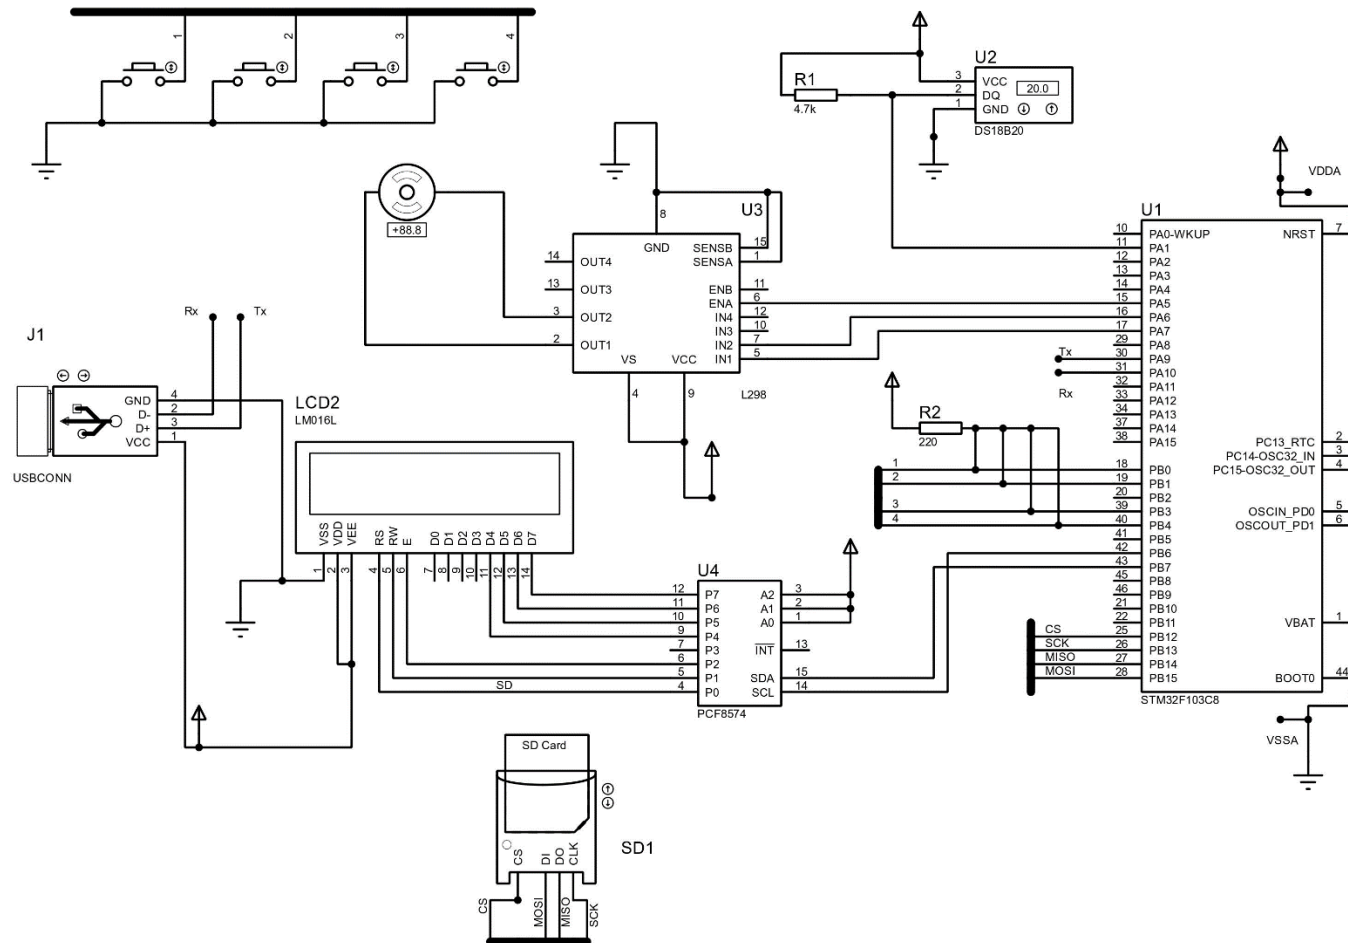 1
2
3
4
U2
3 VCC
2 DQ
1 GND
20.0
DS18B20
R1
4.7k
VDDA
+88.8
U3
8
GND
SENSB 15
SENSA 1
14 OUT4
13 OUT3
ENB 11
ENA 6
3 OUT2
IN4 12
IN3 10
IN2 7
2 OUT1
IN1 5
VS
VCC
4
9
L298
U1
10 PA0-WKUP
11 PA1
12 PA2
13 PA3
14 PA4
15 PA5
16 PA6
17 PA7
29 PA8
30 PA9
31 PA10
32 PA11
33 PA12
34 PA13
37 PA14
38 PA15
18 PB0
19 PB1
20 PB2
39 PB3
40 PB4
41 PB5
42 PB6
43 PB7
45 PB8
46 PB9
21 PB10
22 PB11
25 PB12
26 PB13
27 PB14
28 PB15
NRST 7
PC13_RTC 2
PC14-OSC32_IN 3
PC15-OSC32_OUT 4
OSCIN_PD0 5
OSCOUT_PD1 6
VBAT 1
BOOT0 44
STM32F103C8
VSSA
Tx
Rx
R2
220
1
2
3
4
CS
SCK
MISO
MOSI
Rx
Tx
J1
GND 4
D- 2
D+ 3
VCC 1
USBCONN
LCD2
LM016L
VSS
VDD
VEE
RS
RW
E
D0
D1
D2
D3
D4
D5
D6
D7
1
2
3
4
5
6
7
8
9
10
11
12
13
14
U4
12 P7
11 P6
10 P5
9 P4
7 P3
6 P2
5 P1
4 P0
A2 3
A1 2
A0 1
INT 13
SDA 15
SCL 14
PCF8574
SD
SD Card
SD1
CS
DI
DO
CLK
CS
MOSI
MISO
SCK